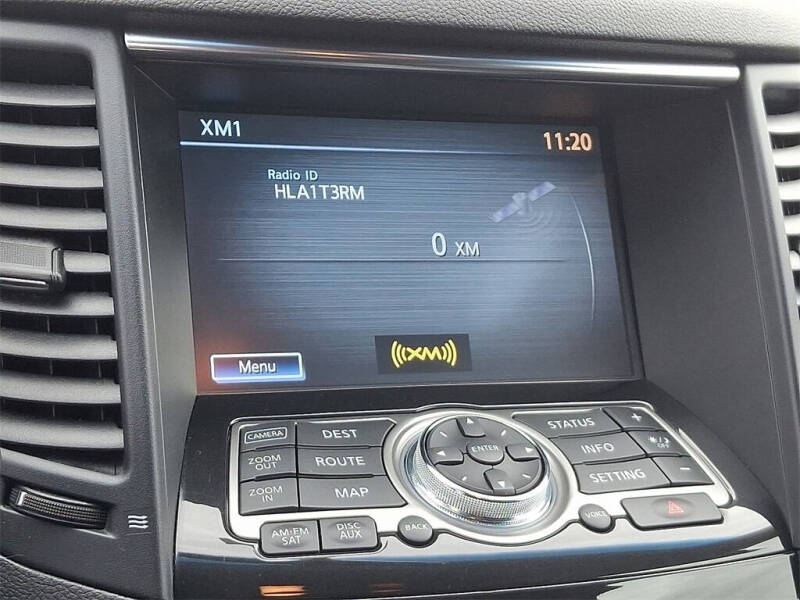 XM1
11:20
Radio ID
HLA1T3RM
0 XM
((XM))
Menu
CAMERA
DEST
STATUS
+
ZOOM OUT
ROUTE
ENTER
INFO
OFF
ZOOM IN
MAP
SETTING
-
AM·FM SAT
DISC AUX
BACK
VOICE